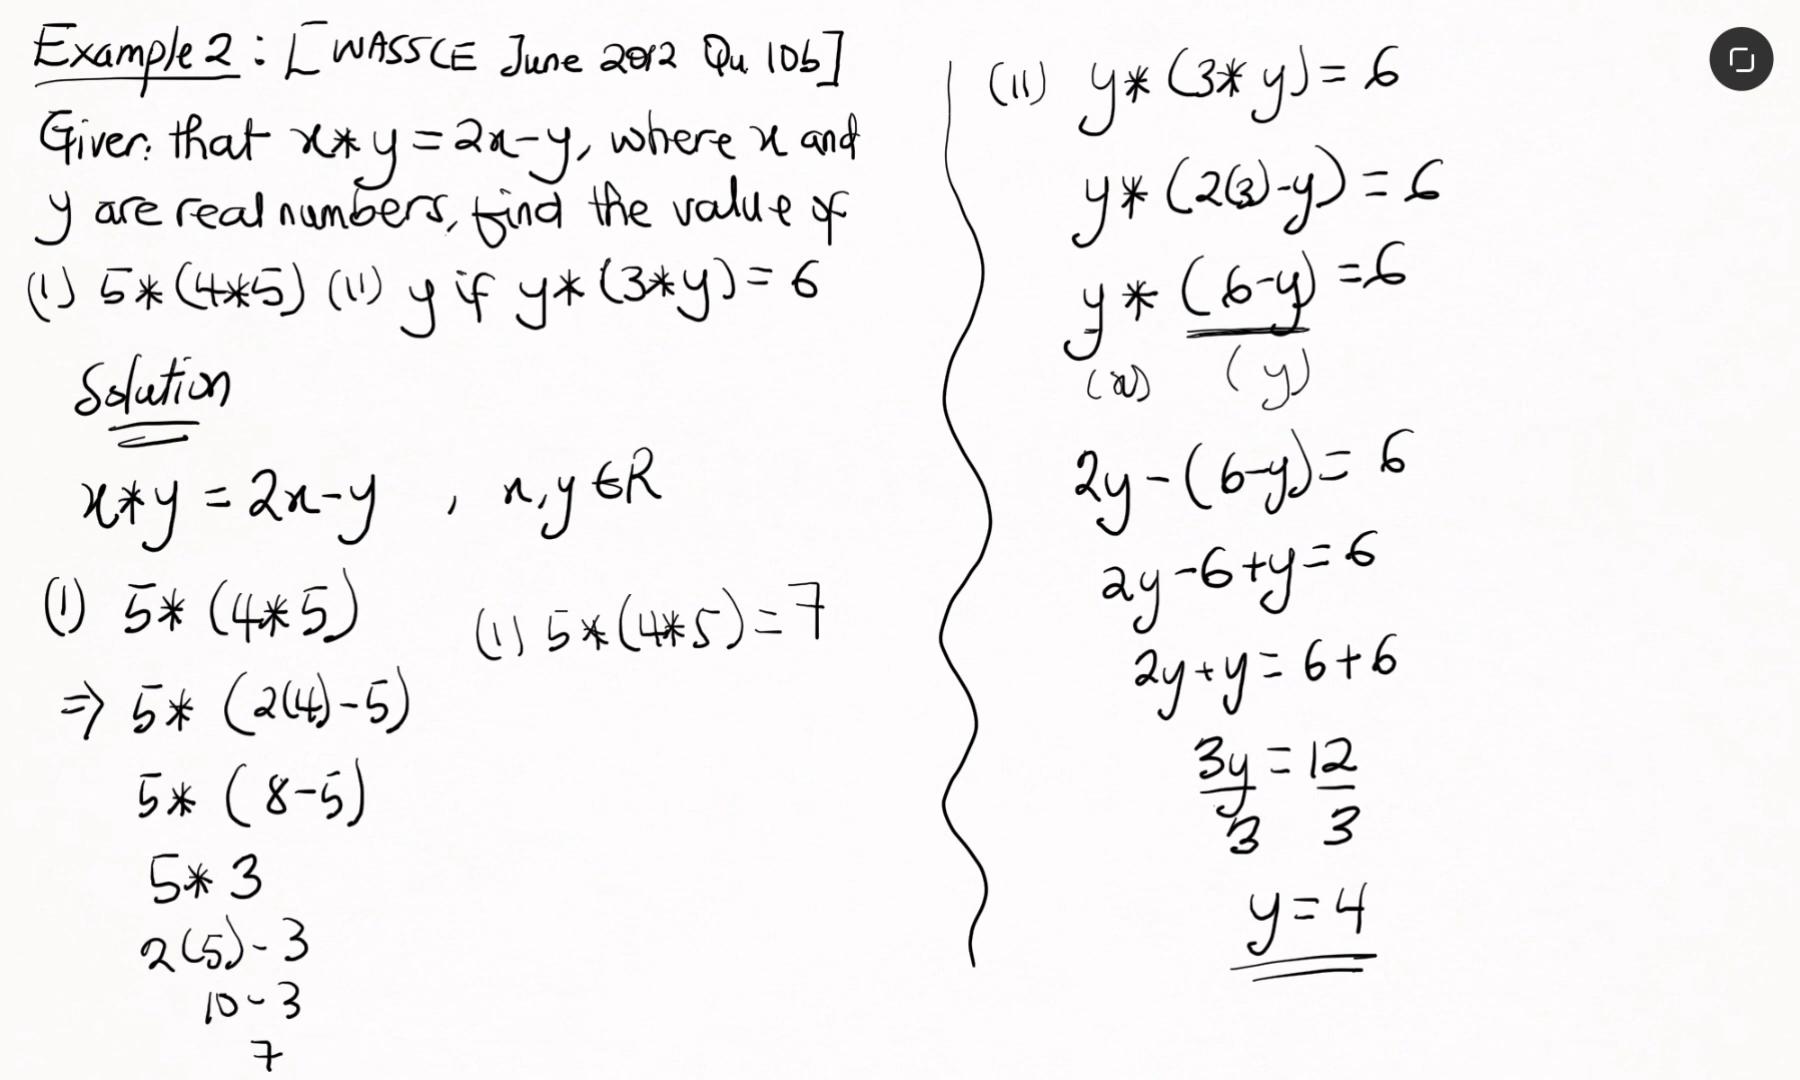 Example 2: [WASSCE June 2012 Qu 10b]
Given that x*y = 2x-y, where x and
y are real numbers, find the value of
(I) 5*(4*5) (II) y if y*(3*y) = 6
Solution
x*y = 2x-y , x,y ∈R
(I) 5*(4*5)
(I) 5*(4*5) = 7
⇒ 5* (2(4)-5)
5* (8-5)
5*3
2(5)-3
10-3
7
(II) y*(3*y) = 6
y*(2(3)-y) = 6
y* (6-y) = 6
(x) (y)
2y-(6-y) = 6
2y-6+y = 6
2y+y = 6+6
3y = 12
3 3
y = 4